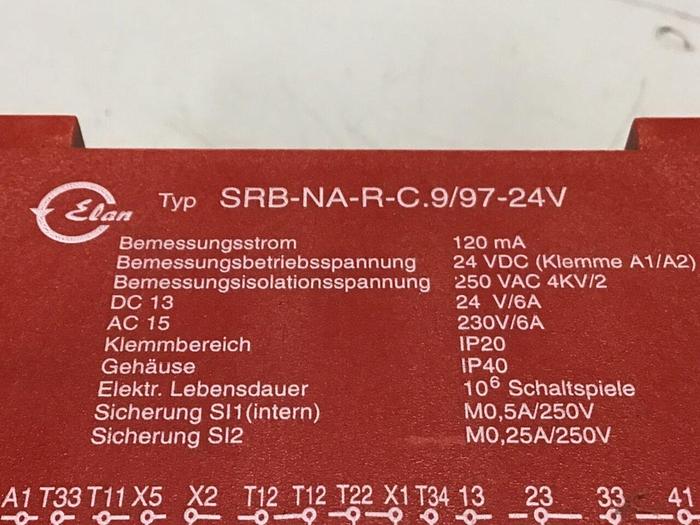 Elan Typ SRB-NA-R-C.9/97-24V
Bemessungsstrom 120 mA
Bemessungsbetriebsspannung 24 VDC (Klemme A1/A2)
Bemessungsisolationsspannung 250 VAC 4KV/2
DC 13 24 V/6A
AC 15 230V/6A
Klemmbereich IP20
Gehäuse IP40
Elektr. Lebensdauer 10⁶ Schaltspiele
Sicherung SI1(intern) M0,5A/250V
Sicherung SI2 M0,25A/250V
A1 T33 T11 X5 X2 T12 T12 T22 X1 T34 13 23 33 41